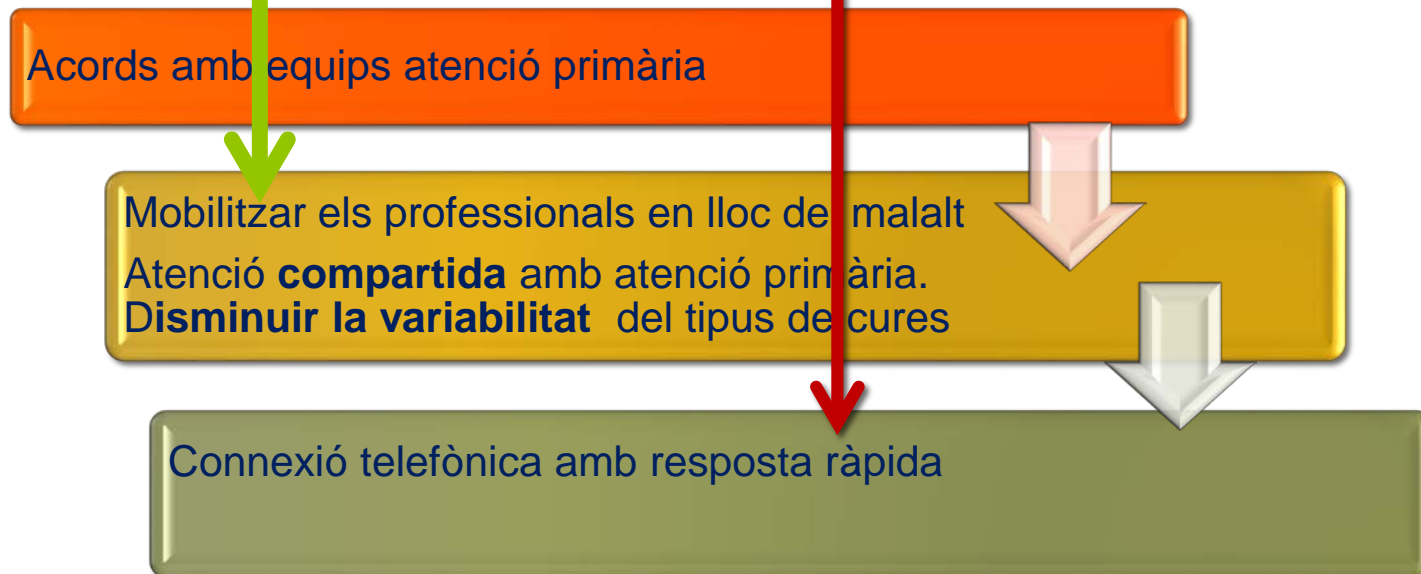 Acords amb equips atenció primària
Mobilitzar els professionals en lloc del malalt
Atenció compartida amb atenció primària.
Disminuir la variabilitat del tipus de cures
Connexió telefònica amb resposta ràpida